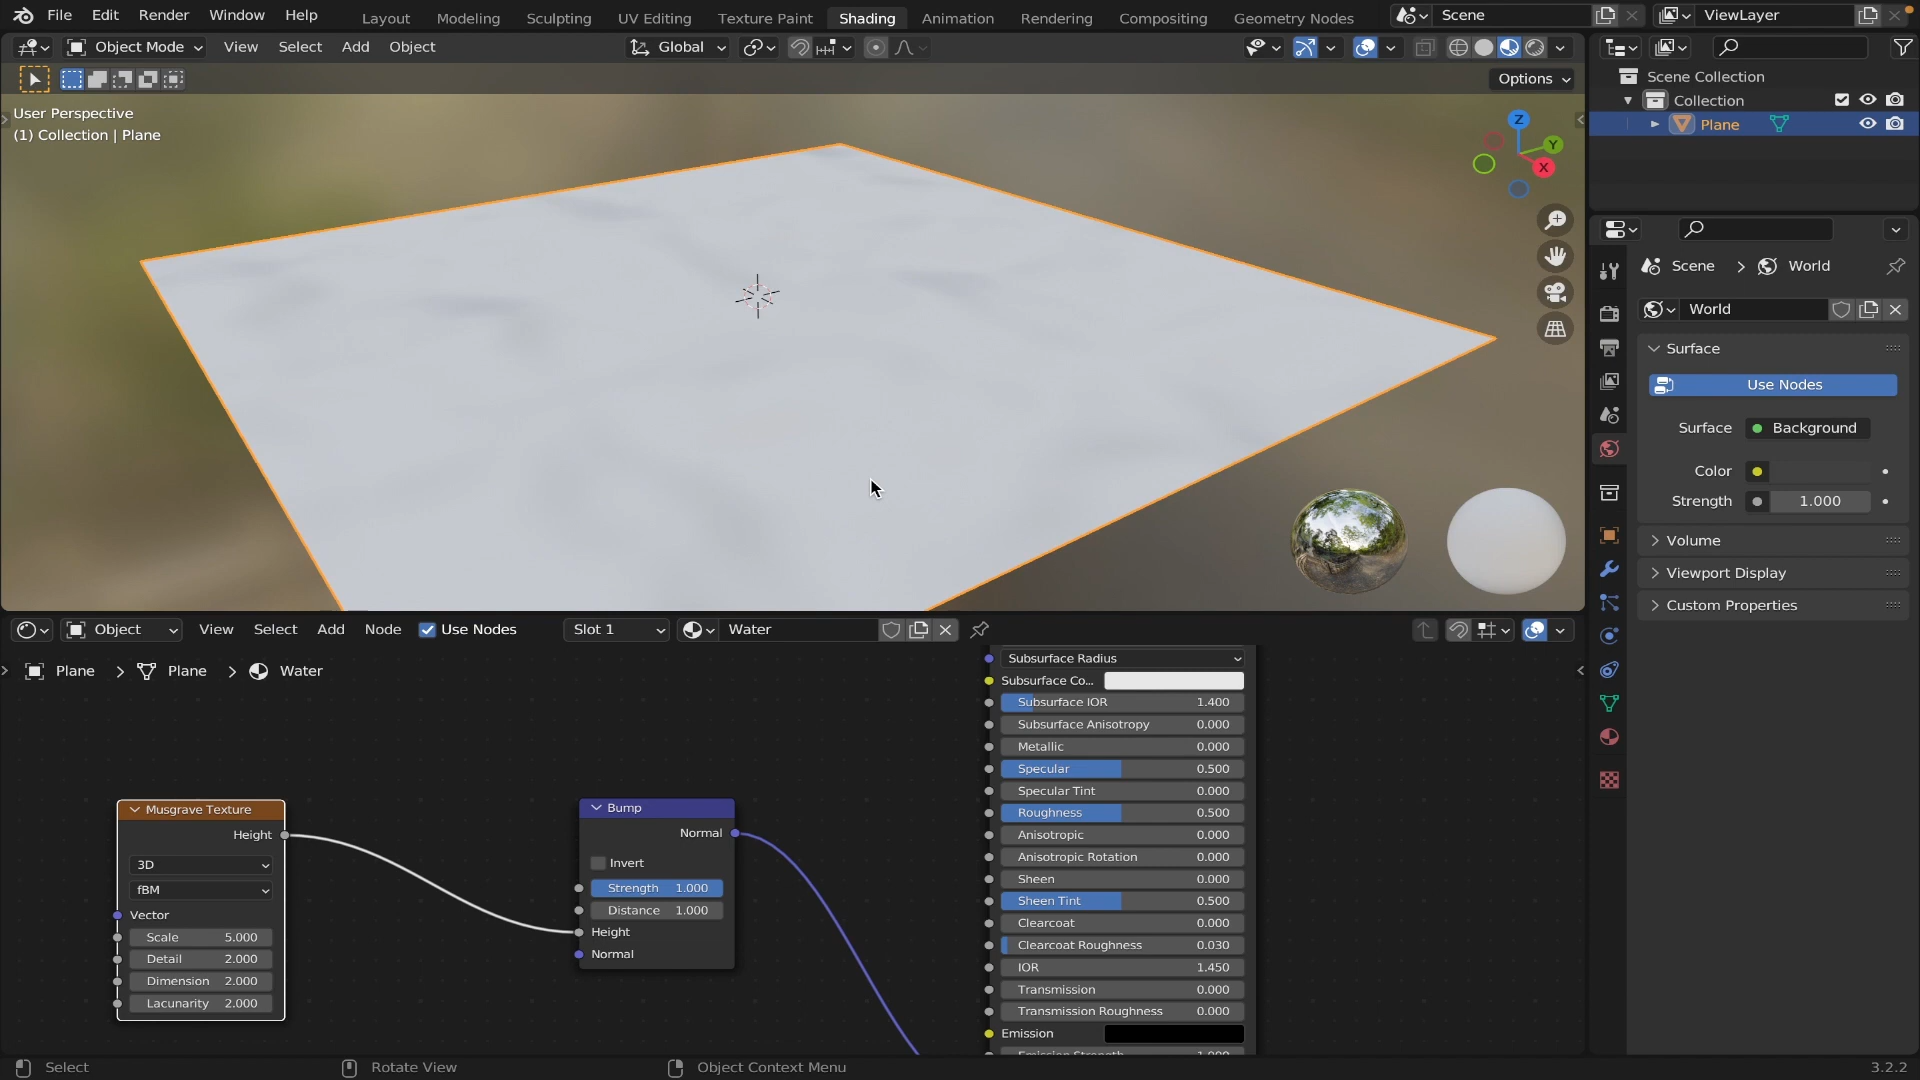 File Edit Render Window Help Layout Modeling Sculpting UV Editing Texture Paint Shading Animation Rendering Compositing Geometry Nodes Scene ViewLayer
Object Mode View Select Add Object Global
Options
User Perspective
(1) Collection | Plane
Z
Y
X
Scene Collection
Collection
Plane
Scene > World
World
Surface
Use Nodes
Surface Background
Color
Strength 1.000
Volume
Viewport Display
Custom Properties
Object View Select Add Node Use Nodes Slot 1 Water
Plane > Plane > Water
Musgrave Texture
Height
3D
fBM
Vector
Scale 5.000
Detail 2.000
Dimension 2.000
Lacunarity 2.000
Bump
Normal
Invert
Strength 1.000
Distance 1.000
Height
Normal
Subsurface Radius
Subsurface Co...
Subsurface IOR 1.400
Subsurface Anisotropy 0.000
Metallic 0.000
Specular 0.500
Specular Tint 0.000
Roughness 0.500
Anisotropic 0.000
Anisotropic Rotation 0.000
Sheen 0.000
Sheen Tint 0.500
Clearcoat 0.000
Clearcoat Roughness 0.030
IOR 1.450
Transmission 0.000
Transmission Roughness 0.000
Emission
Emission Strength 1.000
Select Rotate View Object Context Menu 3.2.2